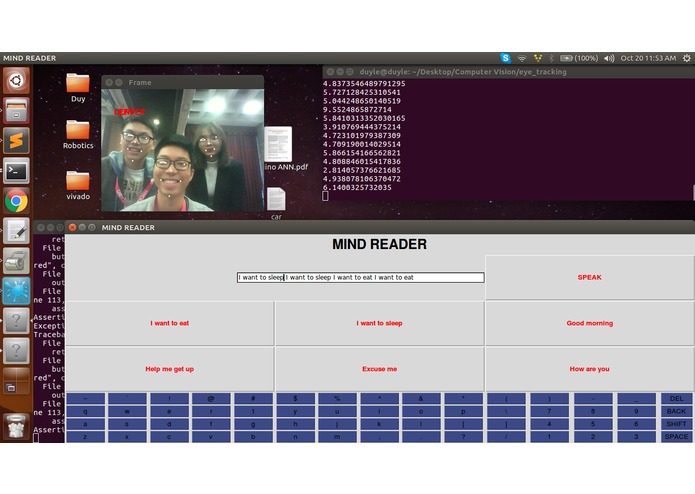 MIND READER
(100%)
Oct 20 11:53 AM
Duy
Robotics
vivado
Frame
ino ANN.pdf
car
duyle@duyle: ~/Desktop/Computer Vision/eye_tracking
4.8373546489791295
5.727128425310541
5.044248650140519
9.5524865872714
5.8410313352030165
3.910769444375214
4.723101979387309
4.709190014029514
5.866154166562821
4.808846015417836
2.814057376621685
4.938078106370472
6.1400325732035
ret
File
but
red", c
File
out
File
ne 113,
ass
Asserti
Excepti
Traceba
File
ret
File
but
red", c
File
out
File
ne 113,
ass
Asserti
MIND READER
MIND READER
I want to sleep I want to sleep I want to eat I want to eat
SPEAK
I want to eat
I want to sleep
Good morning
Help me get up
Excuse me
How are you
~ ` ! @ # $ % ^ & * ( ) - _ DEL
q w e r t y u i o p \ 7 8 9 BACK
a s d f g h j k l [ ] 4 5 6 SHIFT
z x c v b n m , . ? / 1 2 3 SPACE